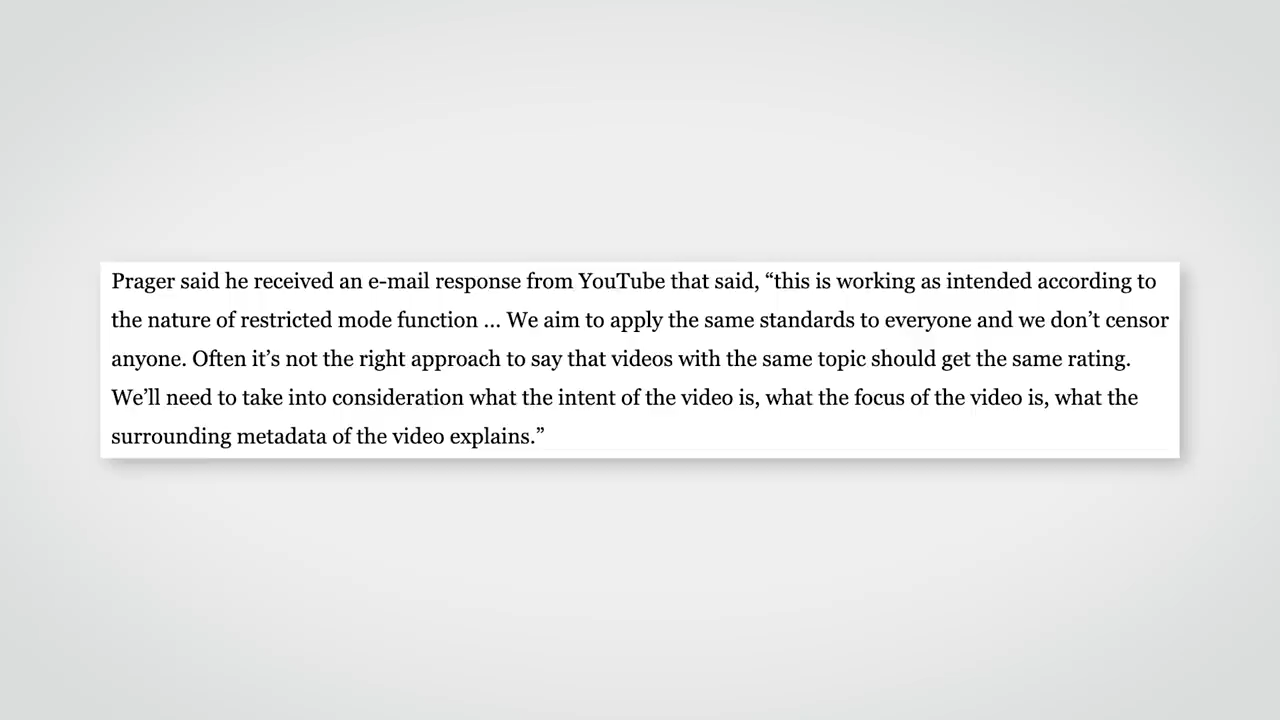 Prager said he received an e-mail response from YouTube that said, “this is working as intended according to
the nature of restricted mode function ... We aim to apply the same standards to everyone and we don’t censor
anyone. Often it’s not the right approach to say that videos with the same topic should get the same rating.
We’ll need to take into consideration what the intent of the video is, what the focus of the video is, what the
surrounding metadata of the video explains.”